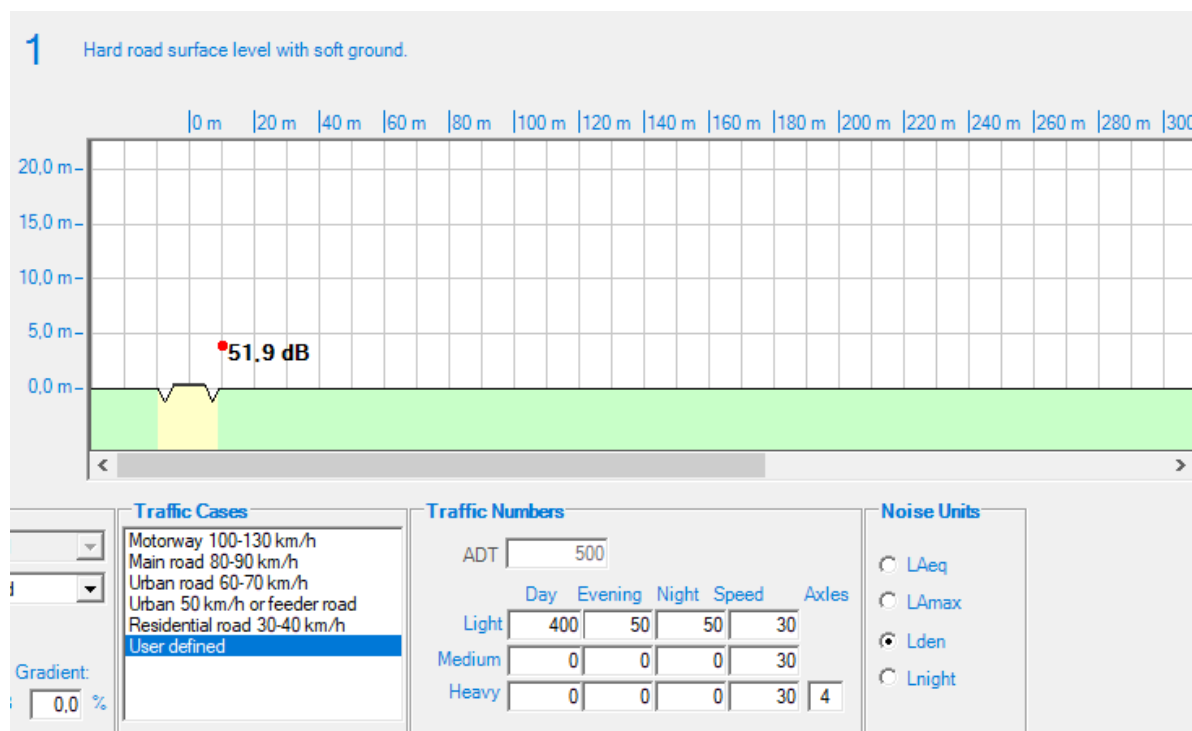 1 Hard road surface level with soft ground.
0 m 20 m 40 m 60 m 80 m 100 m 120 m 140 m 160 m 180 m 200 m 220 m 240 m 260 m 280 m 300
20,0 m
15,0 m
10,0 m
5,0 m
51.9 dB
0,0 m
Traffic Cases
Motorway 100-130 km/h
Main road 80-90 km/h
Urban road 60-70 km/h
Urban 50 km/h or feeder road
Residential road 30-40 km/h
User defined
Gradient:
0,0 %
Traffic Numbers
ADT 500
Day Evening Night Speed Axles
Light 400 50 50 30
Medium 0 0 0 30
Heavy 0 0 0 30 4
Noise Units
LAeq
LAmax
Lden
Lnight